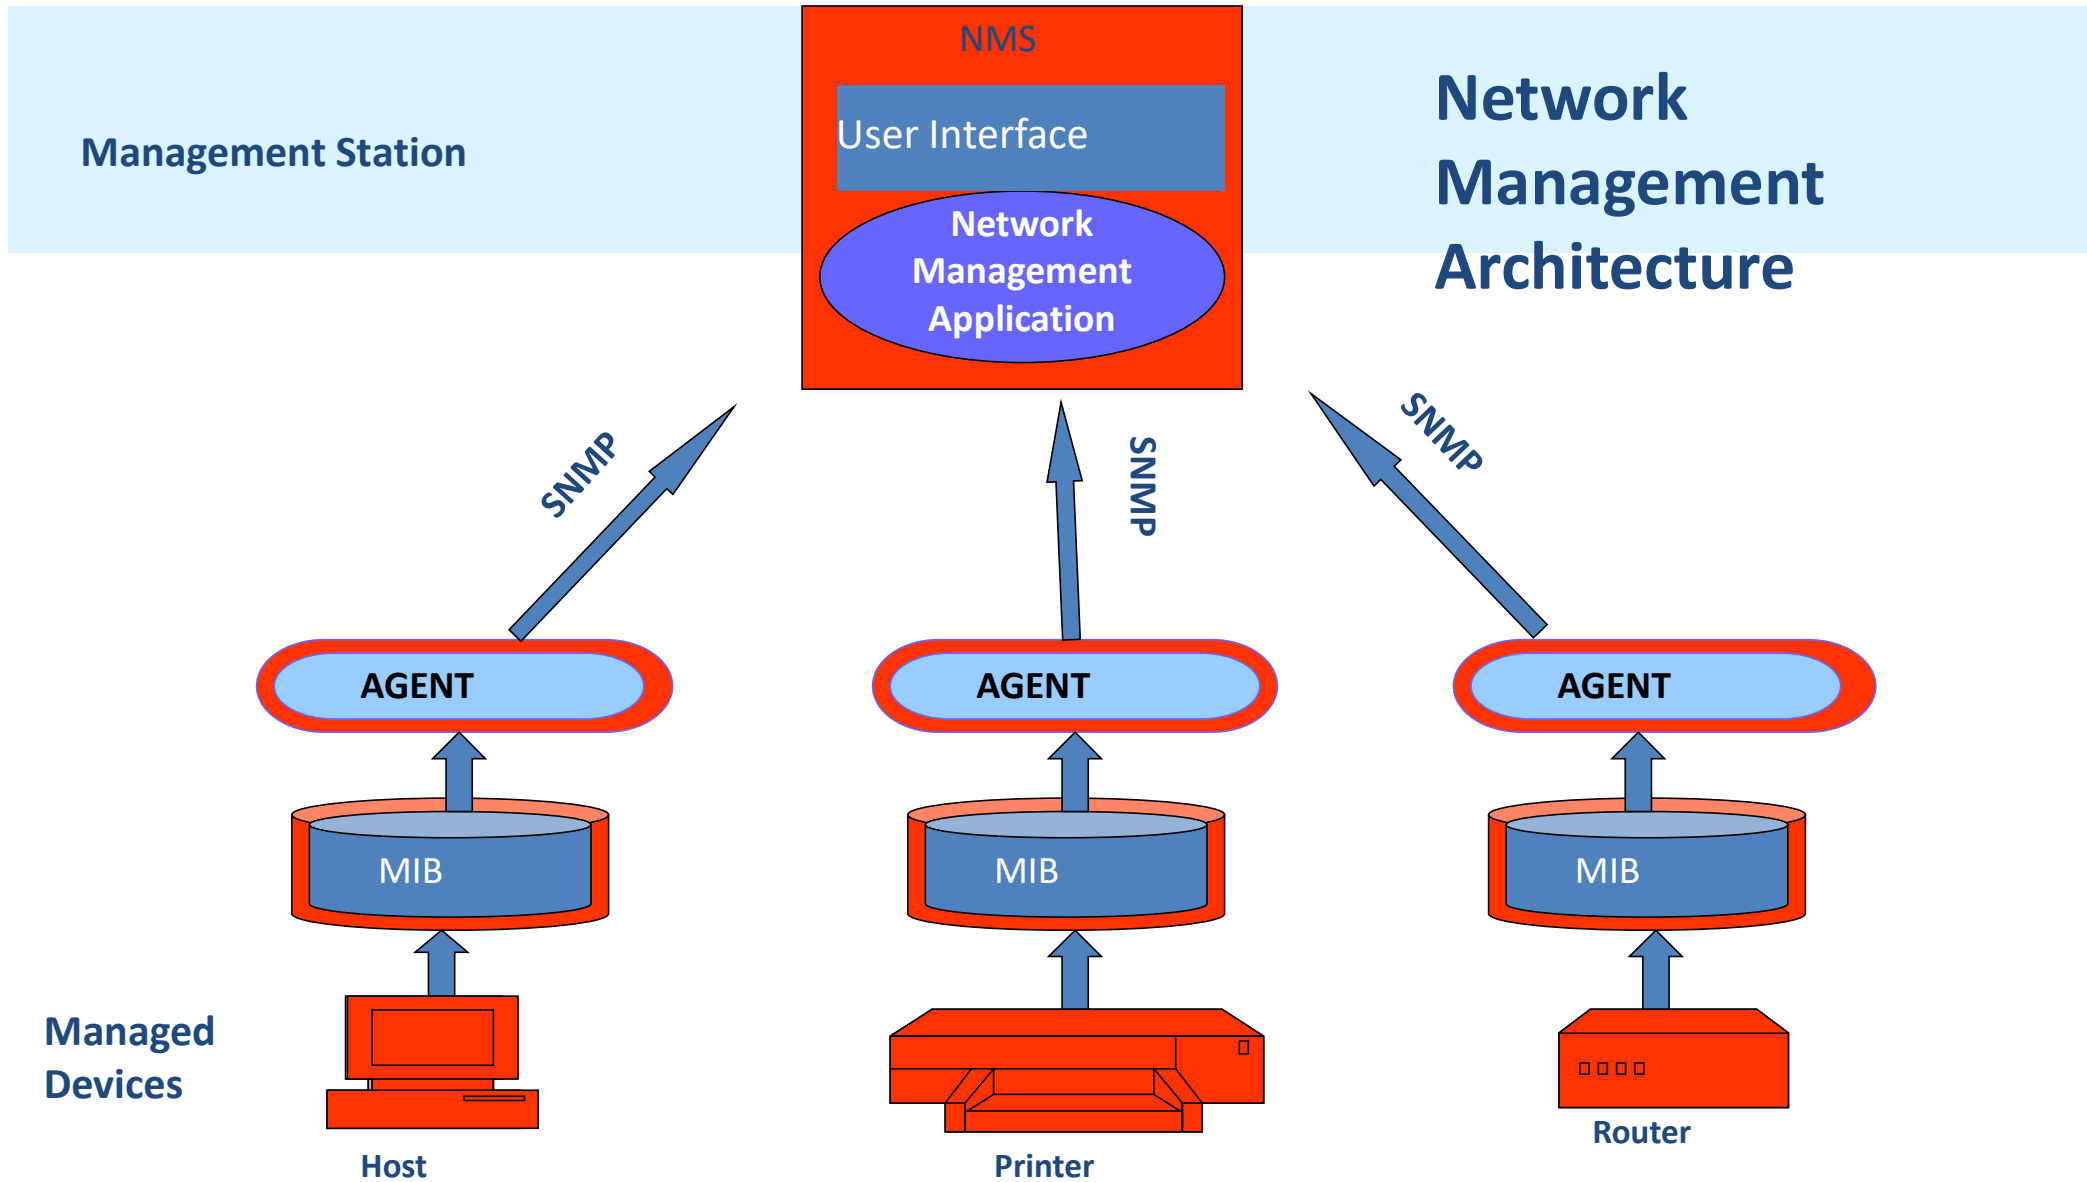 NMS
Management Station
User Interface
Network
Management
Application
Network
Management
Architecture
SNMP
SNMP
SNMP
AGENT
AGENT
AGENT
MIB
MIB
MIB
Managed
Devices
Host
Printer
Router